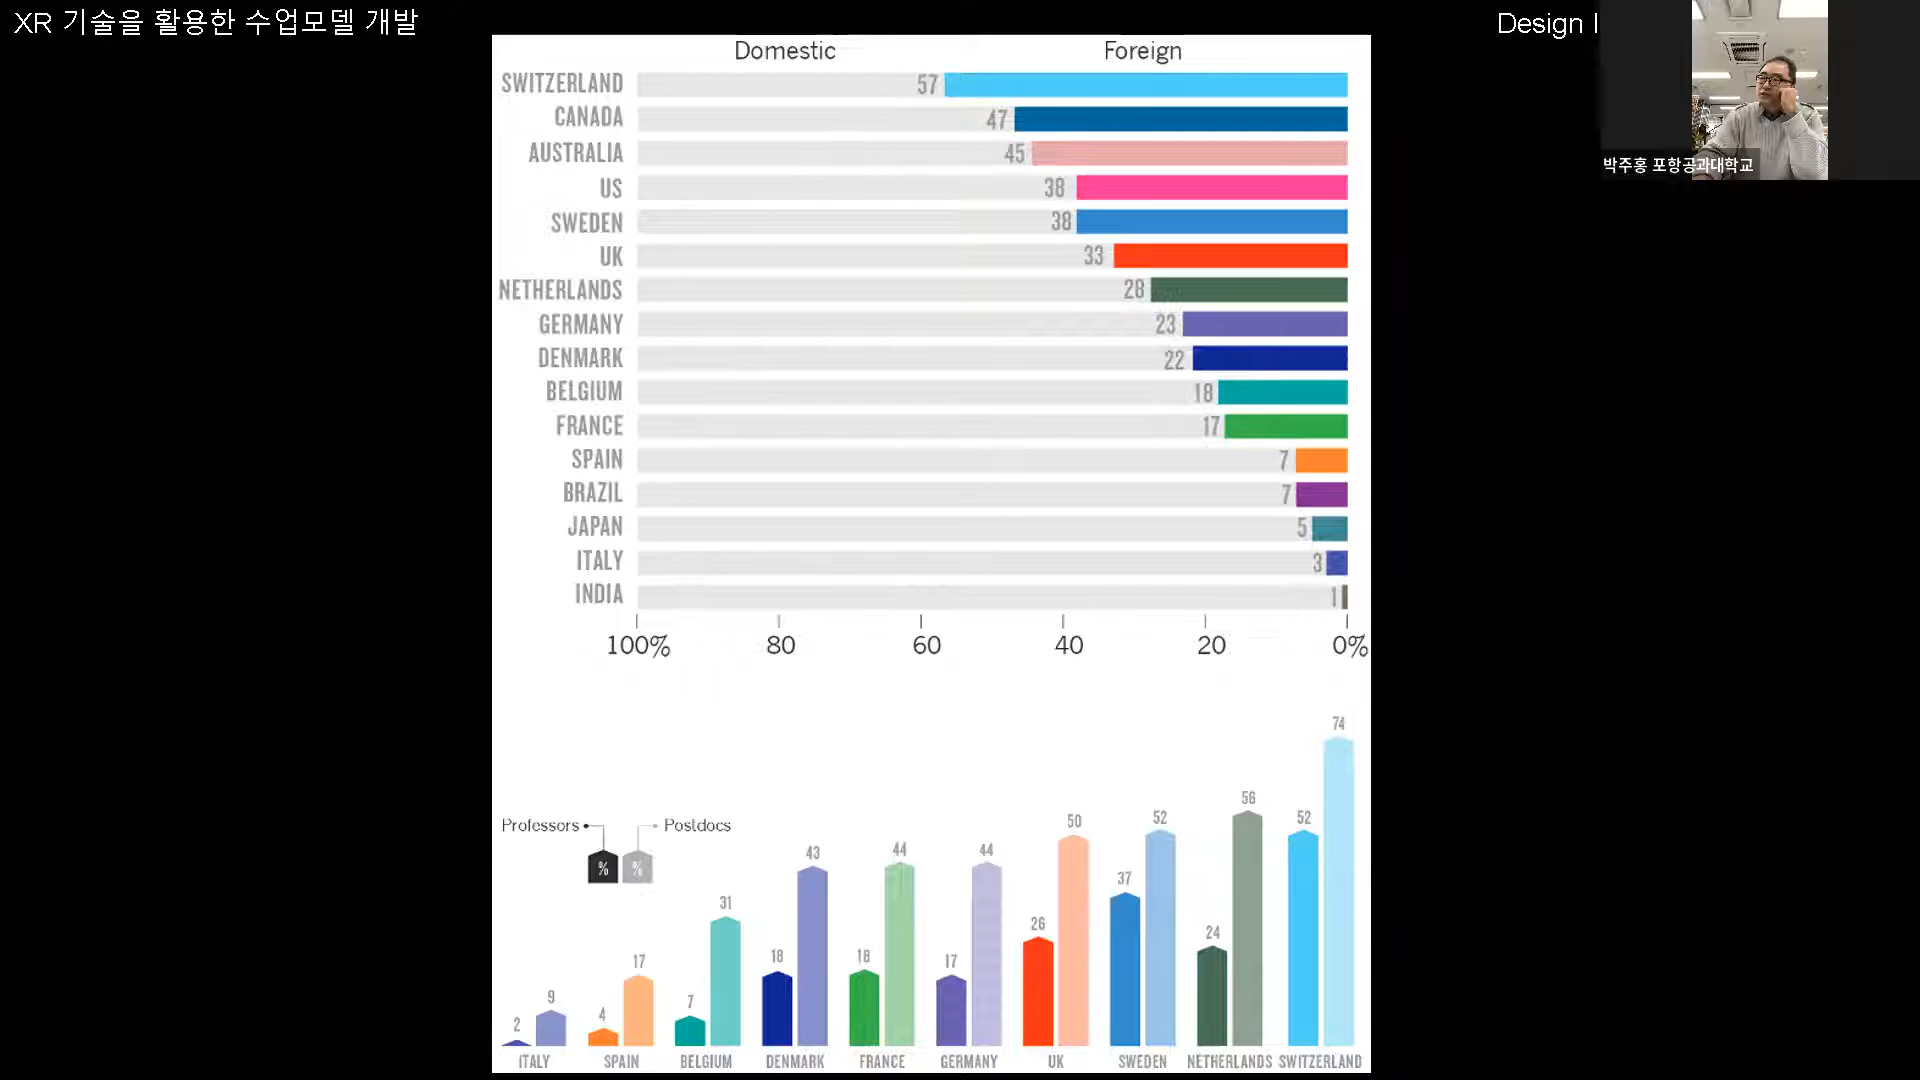 XR 기술을 활용한 수업모델 개발
Design I
박주홍 포항공과대학교
Domestic Foreign
SWITZERLAND 57
CANADA 47
AUSTRALIA 45
US 38
SWEDEN 38
UK 33
NETHERLANDS 28
GERMANY 23
DENMARK 22
BELGIUM 18
FRANCE 17
SPAIN 7
BRAZIL 7
JAPAN 5
ITALY 3
INDIA 1
100% 80 60 40 20 0%
Professors Postdocs
% %
2 9 4 17 7 31 18 43 18 44 17 44 26 50 37 52 24 56 52 74
ITALY SPAIN BELGIUM DENMARK FRANCE GERMANY UK SWEDEN NETHERLANDS SWITZERLAND